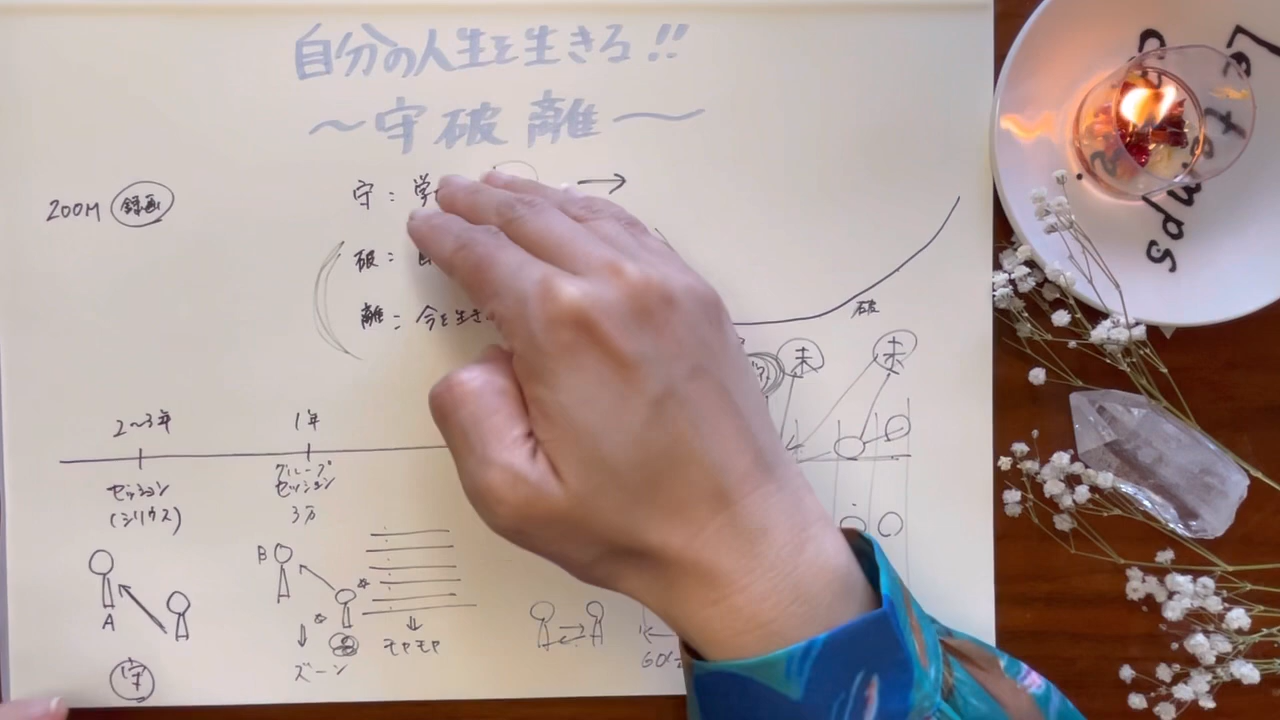 自分の人生を生きる!!
〜守破離〜
守:学
ZOOM 録画
破:
離:今を生き
破
未 未
2〜3年 1年
セッション
(シリウス)
グループ
セッション
3万
B
A
モヤモヤ
ズーン
守
Le temps